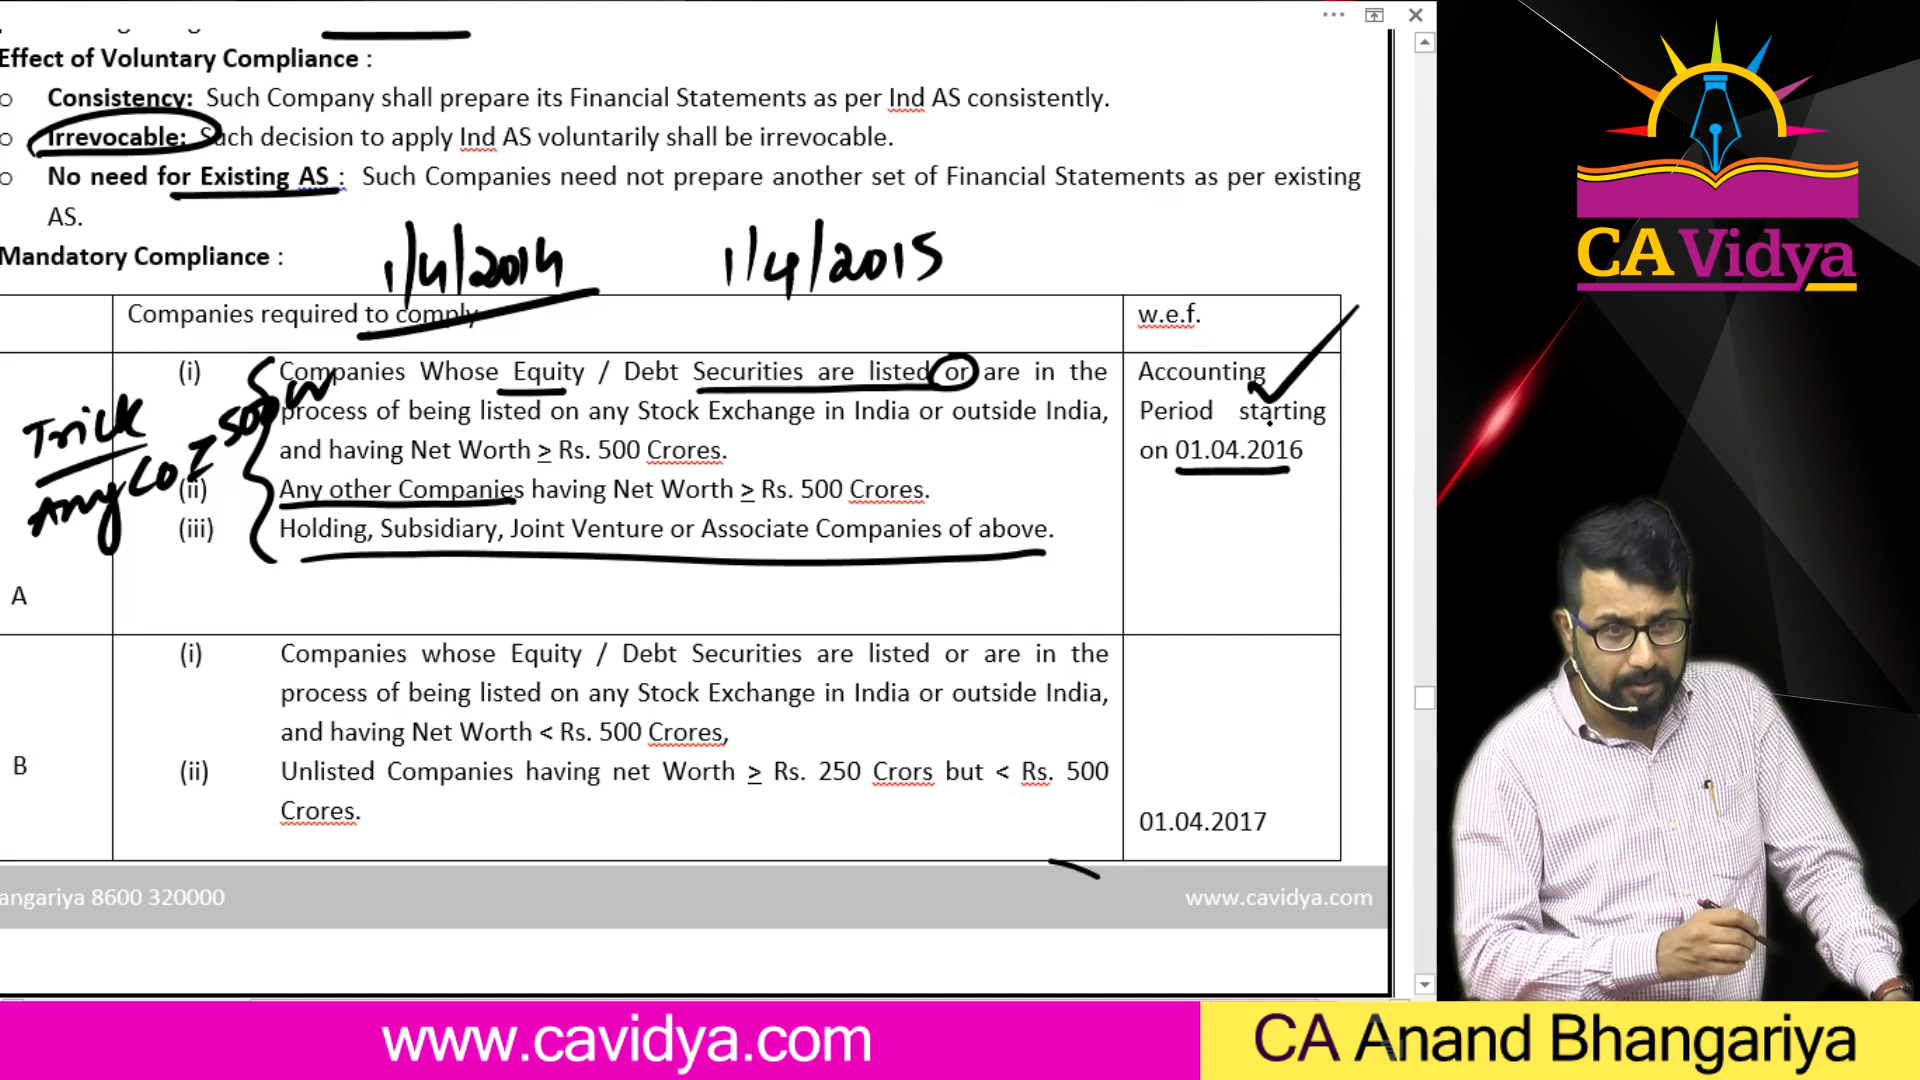 Effect of Voluntary Compliance :
o Consistency: Such Company shall prepare its Financial Statements as per Ind AS consistently.
o Irrevocable: Such decision to apply Ind AS voluntarily shall be irrevocable.
o No need for Existing AS : Such Companies need not prepare another set of Financial Statements as per existing
AS.
1/4/2014 1/4/2015
Mandatory Compliance :
Companies required to comply w.e.f.
(i) Companies Whose Equity / Debt Securities are listed or are in the
process of being listed on any Stock Exchange in India or outside India,
and having Net Worth ≥ Rs. 500 Crores.
(ii) Any other Companies having Net Worth ≥ Rs. 500 Crores.
(iii) Holding, Subsidiary, Joint Venture or Associate Companies of above.
Accounting
Period starting
on 01.04.2016
Trick
Any Co
A
(i) Companies whose Equity / Debt Securities are listed or are in the
process of being listed on any Stock Exchange in India or outside India,
and having Net Worth < Rs. 500 Crores,
(ii) Unlisted Companies having net Worth ≥ Rs. 250 Crors but < Rs. 500
Crores.
B
01.04.2017
angariya 8600 320000
www.cavidya.com
CA Vidya
www.cavidya.com
CA Anand Bhangariya